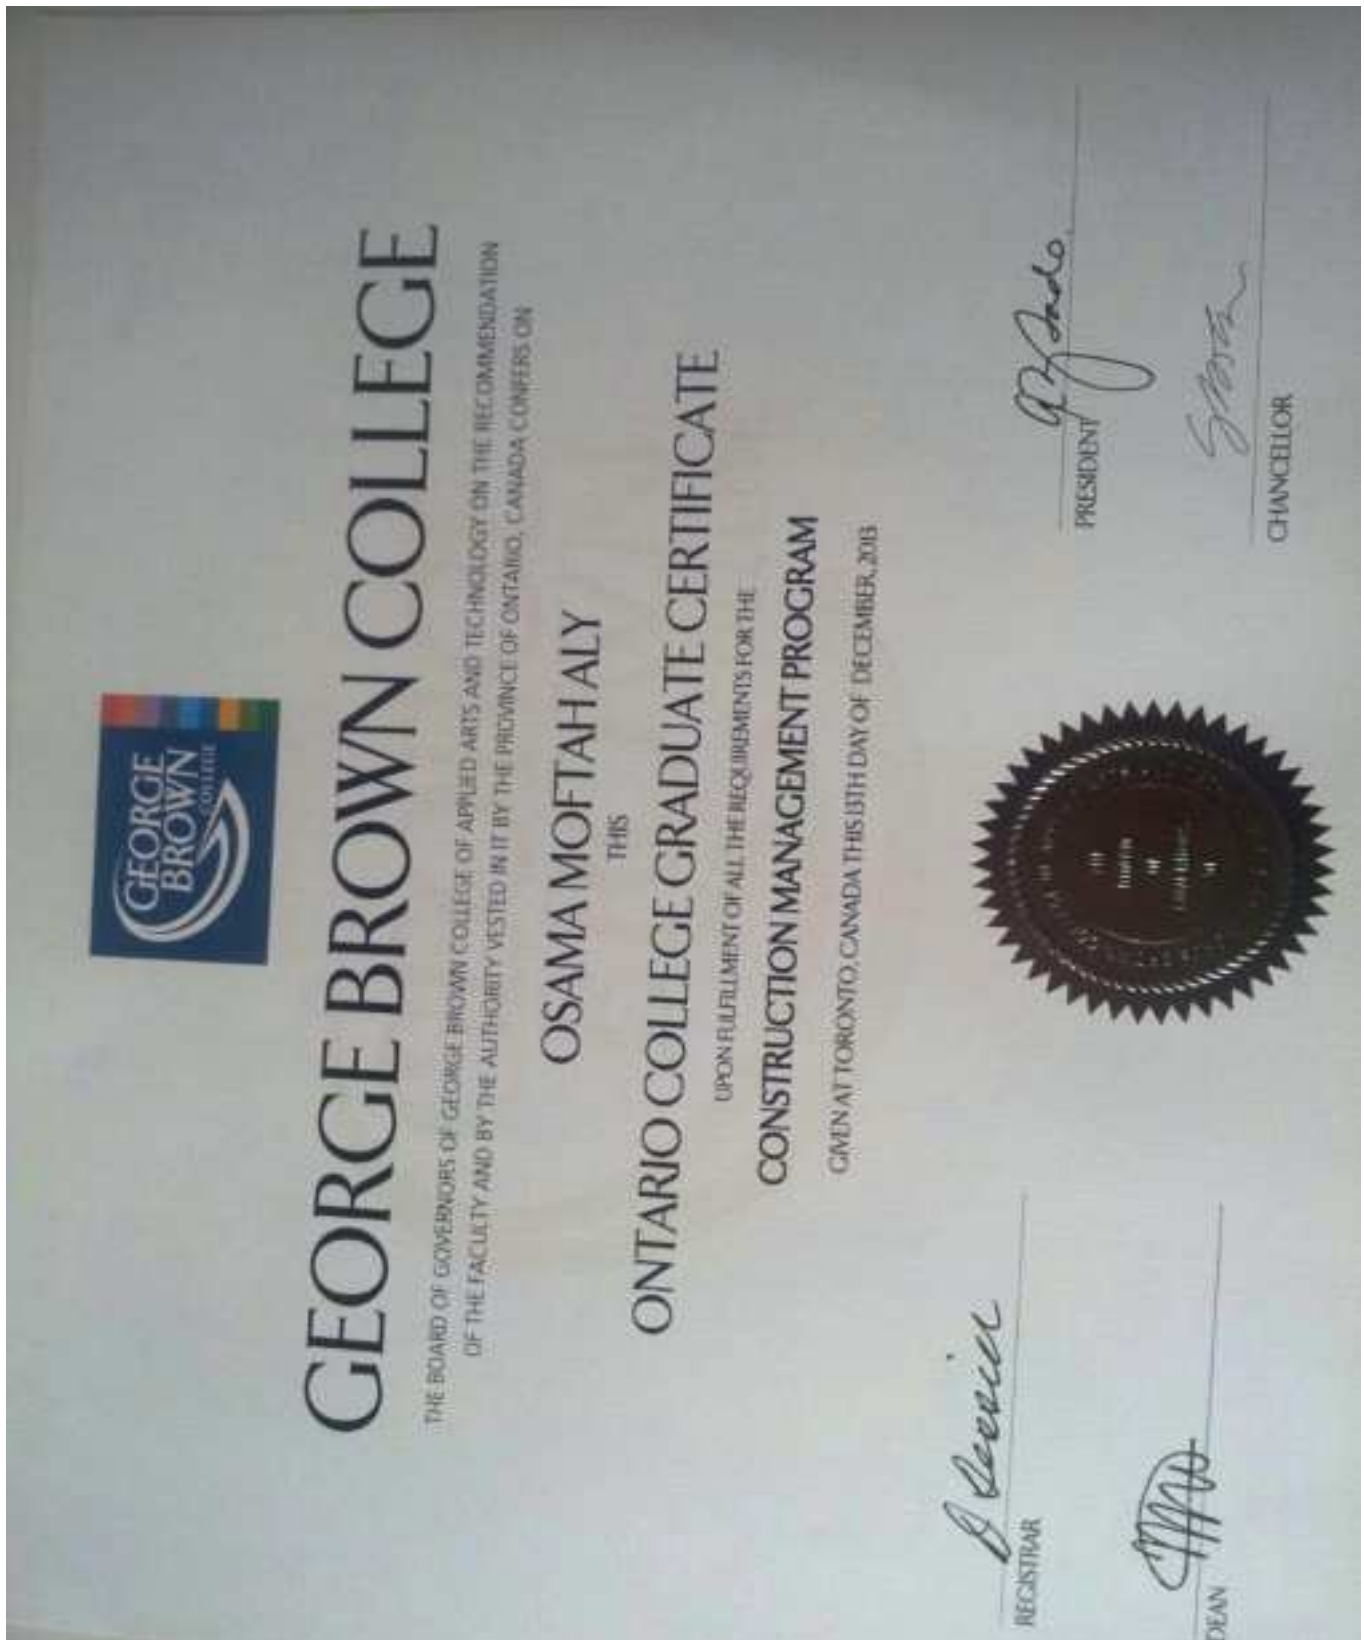 GEORGE
BROWN
COLLEGE
GEORGE BROWN COLLEGE
THE BOARD OF GOVERNORS OF GEORGE BROWN COLLEGE OF APPLIED ARTS AND TECHNOLOGY ON THE RECOMMENDATION
OF THE FACULTY AND BY THE AUTHORITY VESTED IN IT BY THE PROVINCE OF ONTARIO, CANADA CONFERS ON
OSAMA MOFTAH ALY
THIS
ONTARIO COLLEGE GRADUATE CERTIFICATE
UPON FULFILLMENT OF ALL THE REQUIREMENTS FOR THE
CONSTRUCTION MANAGEMENT PROGRAM
GIVEN AT TORONTO, CANADA THIS 13TH DAY OF DECEMBER, 2013
REGISTRAR
PRESIDENT
DEAN
CHANCELLOR